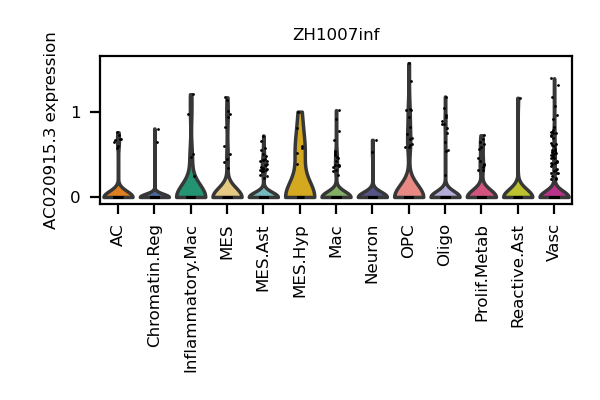 ZH1007inf
AC020915.3 expression
1
0
AC
Chromatin.Reg
Inflammatory.Mac
MES
MES.Ast
MES.Hyp
Mac
Neuron
OPC
Oligo
Prolif.Metab
Reactive.Ast
Vasc